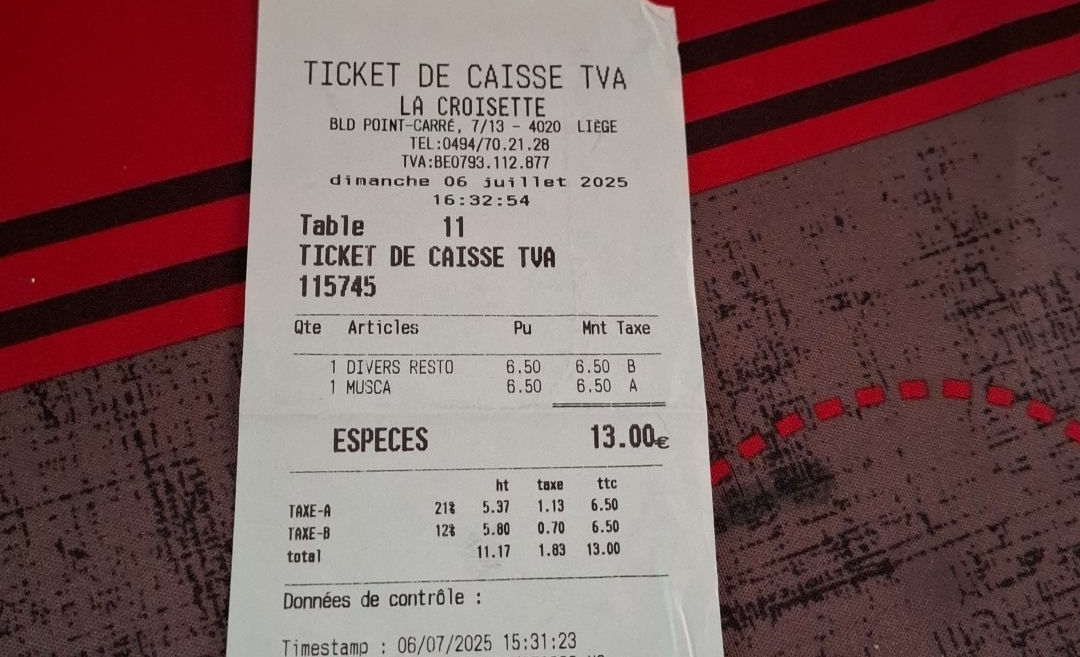 TICKET DE CAISSE TVA
LA CROISETTE
BLD POINT-CARRÉ, 7/13 - 4020 LIÈGE
TEL:0494/70.21.28
TVA:BE0793.112.877
dimanche 06 juillet 2025
16:32:54
Table 11
TICKET DE CAISSE TVA
115745
Qte Articles Pu Mnt Taxe
1 DIVERS RESTO 6.50 6.50 B
1 MUSCA 6.50 6.50 A
ESPECES 13.00€
ht taxe ttc
TAXE-A 21% 5.37 1.13 6.50
TAXE-B 12% 5.80 0.70 6.50
total 11.17 1.83 13.00
Données de contrôle :
Timestamp : 06/07/2025 15:31:23